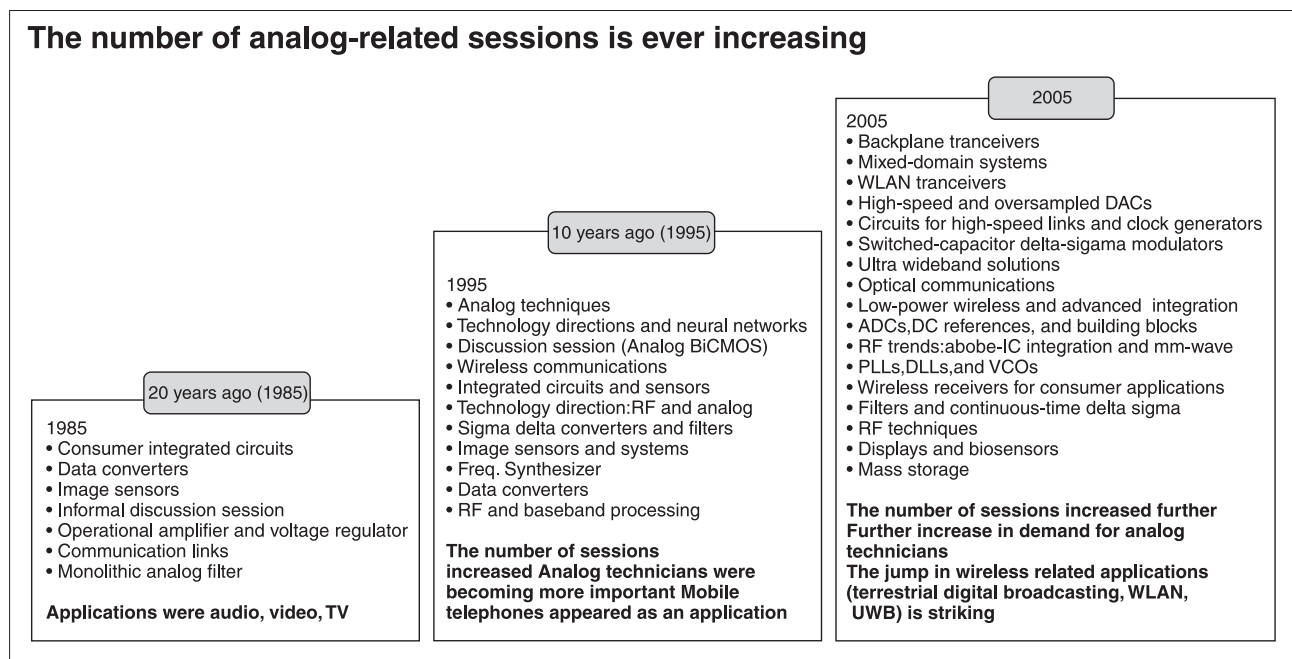 The number of analog-related sessions is ever increasing
20 years ago (1985)
1985
• Consumer integrated circuits
• Data converters
• Image sensors
• Informal discussion session
• Operational amplifier and voltage regulator
• Communication links
• Monolithic analog filter
Applications were audio, video, TV
10 years ago (1995)
1995
• Analog techniques
• Technology directions and neural networks
• Discussion session (Analog BiCMOS)
• Wireless communications
• Integrated circuits and sensors
• Technology direction:RF and analog
• Sigma delta converters and filters
• Image sensors and systems
• Freq. Synthesizer
• Data converters
• RF and baseband processing
The number of sessions
increased Analog technicians were
becoming more important Mobile
telephones appeared as an application
2005
2005
• Backplane tranceivers
• Mixed-domain systems
• WLAN tranceivers
• High-speed and oversampled DACs
• Circuits for high-speed links and clock generators
• Switched-capacitor delta-sigama modulators
• Ultra wideband solutions
• Optical communications
• Low-power wireless and advanced integration
• ADCs,DC references, and building blocks
• RF trends:abobe-IC integration and mm-wave
• PLLs,DLLs,and VCOs
• Wireless receivers for consumer applications
• Filters and continuous-time delta sigma
• RF techniques
• Displays and biosensors
• Mass storage
The number of sessions increased further
Further increase in demand for analog
technicians
The jump in wireless related applications
(terrestrial digital broadcasting, WLAN,
UWB) is striking